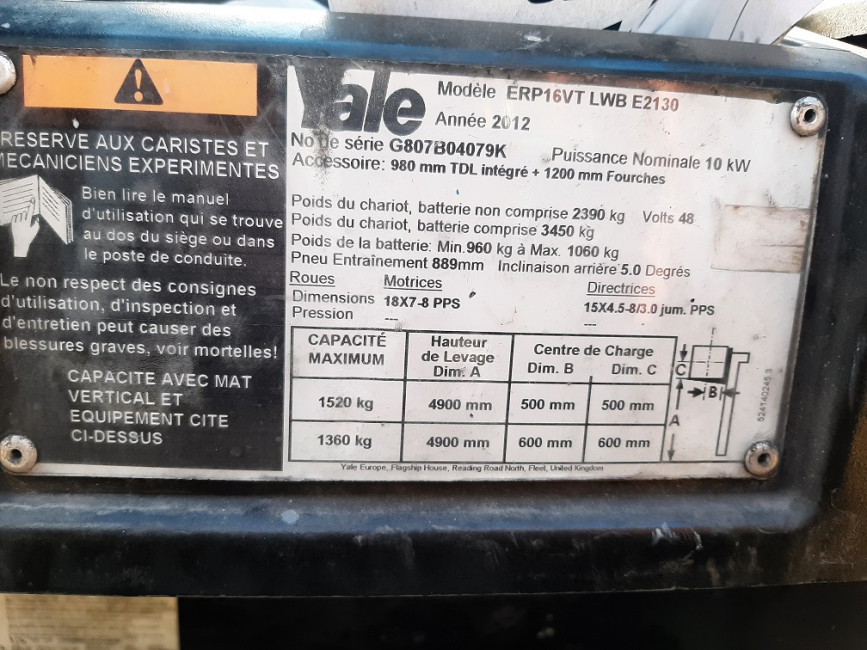 RESERVE AUX CARISTES ET
MECANICIENS EXPERIMENTES
Bien lire le manuel
d'utilisation qui se trouve
au dos du siège ou dans
le poste de conduite.
Le non respect des consignes
d'utilisation, d'inspection et
d'entretien peut causer des
blessures graves, voir mortelles!
CAPACITE AVEC MAT
VERTICAL ET
EQUIPEMENT CITE
CI-DESSUS
Yale
Modèle ERP16VT LWB E2130
Année 2012
No de série G807B04079K Puissance Nominale 10 kW
Accessoire: 980 mm TDL intégré + 1200 mm Fourches
Poids du chariot, batterie non comprise 2390 kg Volts 48
Poids du chariot, batterie comprise 3450 kg
Poids de la batterie: Min. 960 kg à Max. 1060 kg
Pneu Entraînement 889mm Inclinaison arrière 5.0 Degrés
Roues Motrices Directrices
Dimensions 18X7-8 PPS 15X4.5-8/3.0 jum. PPS
Pression --- ---
CAPACITÉ MAXIMUM Hauteur de Levage Dim. A Centre de Charge Dim. B Dim. C
1520 kg 4900 mm 500 mm 500 mm
1360 kg 4900 mm 600 mm 600 mm
C
B
A
524140245.3
Yale Europe, Flagship House, Reading Road North, Fleet, United Kingdom